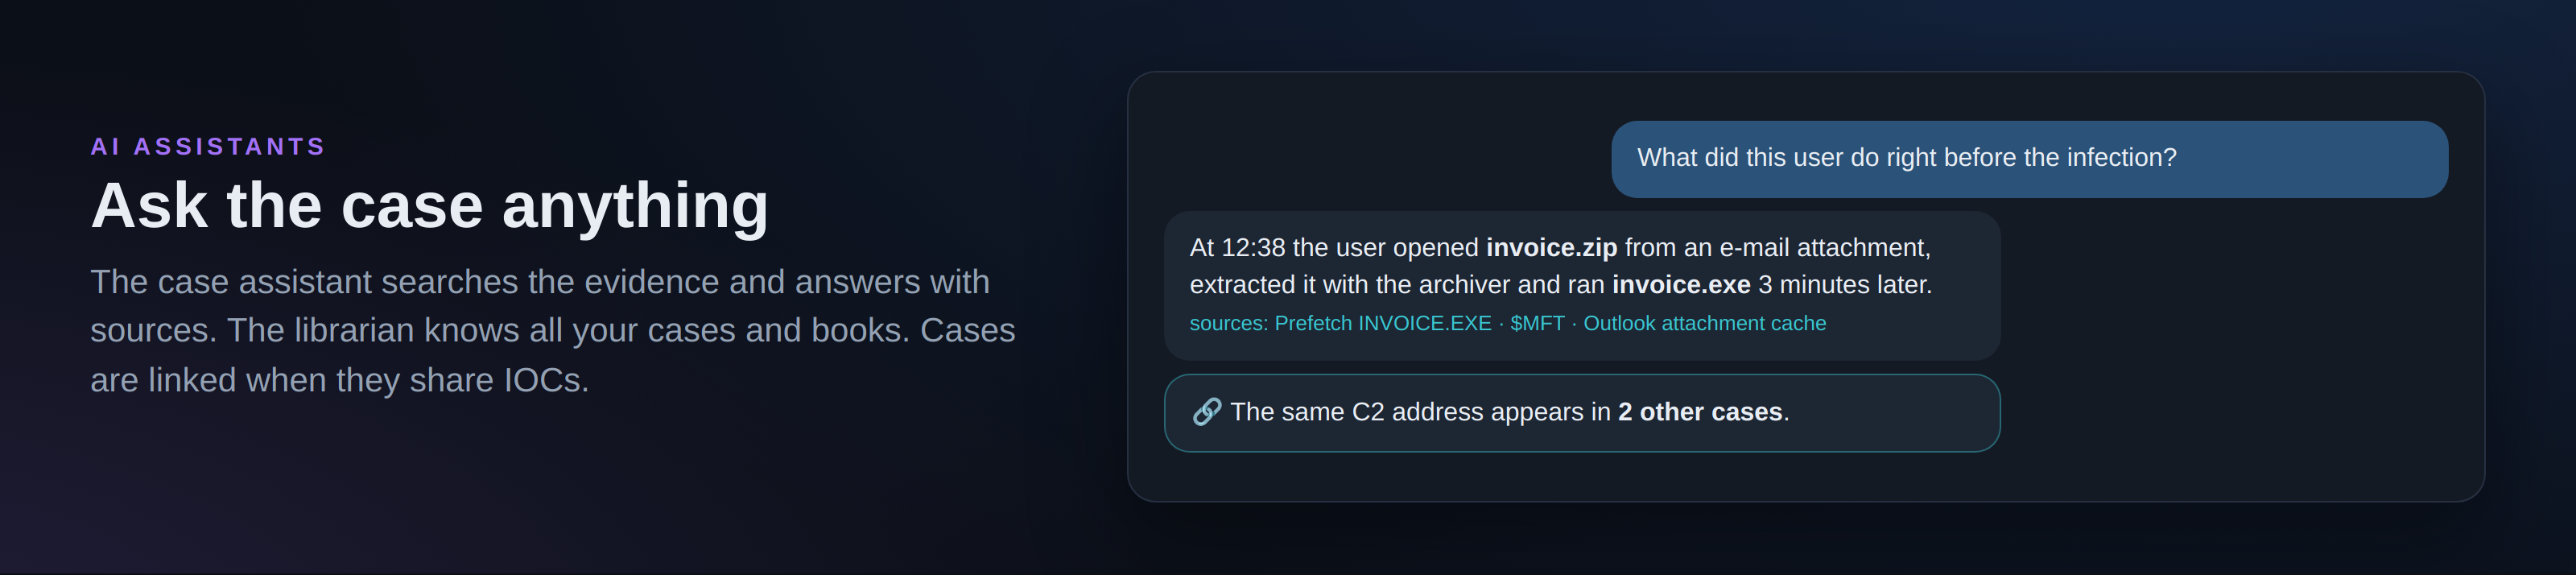 AI ASSISTANTS
Ask the case anything
The case assistant searches the evidence and answers with
sources. The librarian knows all your cases and books. Cases
are linked when they share IOCs.
What did this user do right before the infection?
At 12:38 the user opened invoice.zip from an e-mail attachment,
extracted it with the archiver and ran invoice.exe 3 minutes later.
sources: Prefetch INVOICE.EXE · $MFT · Outlook attachment cache
🔗 The same C2 address appears in 2 other cases.